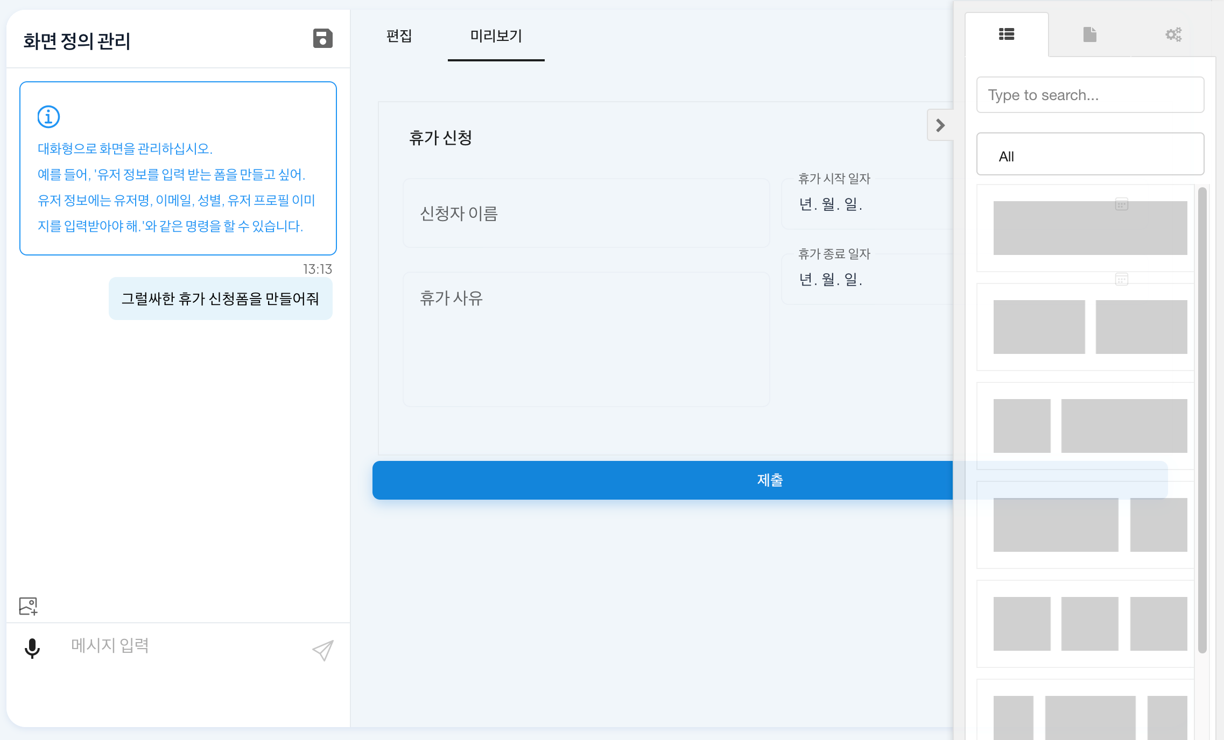 화면 정의 관리
편집
미리보기
대화형으로 화면을 관리하십시오.
예를 들어, '유저 정보를 입력 받는 폼을 만들고 싶어.
유저 정보에는 유저명, 이메일, 성별, 유저 프로필 이미
지를 입력받아야 해.'와 같은 명령을 할 수 있습니다.
13:13
그럴싸한 휴가 신청폼을 만들어줘
메시지 입력
휴가 신청
신청자 이름
휴가 사유
휴가 시작 일자
년. 월. 일.
휴가 종료 일자
년. 월. 일.
제출
Type to search...
All